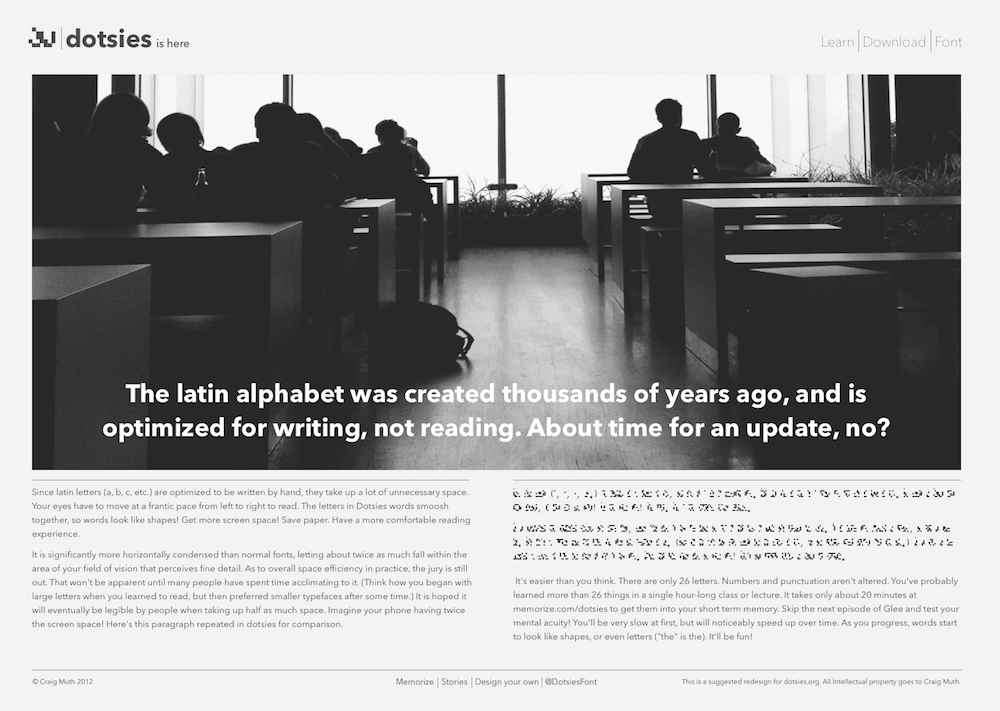 dotsies is here
Learn | Download | Font
The latin alphabet was created thousands of years ago, and is
optimized for writing, not reading. About time for an update, no?
Since latin letters (a, b, c, etc.) are optimized to be written by hand, they take up a lot of unnecessary space.
Your eyes have to move at a frantic pace from left to right to read. The letters in Dotsies words smoosh
together, so words look like shapes! Get more screen space! Save paper. Have a more comfortable reading
experience.
It is significantly more horizontally condensed than normal fonts, letting about twice as much fall within the
area of your field of vision that perceives fine detail. As to overall space efficiency in practice, the jury is still
out. That won't be apparent until many people have spent time acclimating to it. (Think how you began with
large letters when you learned to read, but then preferred smaller typefaces after some time.) It is hoped it
will eventually be legible by people when taking up half as much space. Imagine your phone having twice
the screen space! Here's this paragraph repeated in dotsies for comparison.
It's easier than you think. There are only 26 letters. Numbers and punctuation aren't altered. You've probably
learned more than 26 things in a single hour-long class or lecture. It takes only about 20 minutes at
memorize.com/dotsies to get them into your short term memory. Skip the next episode of Glee and test your
mental acuity! You'll be very slow at first, but will noticeably speed up over time. As you progress, words start
to look like shapes, or even letters ("the" is the). It'll be fun!
© Craig Muth 2012
Memorize | Stories | Design your own | @DotsiesFont
This is a suggested redesign for dotsies.org. All Intellectual property goes to Craig Muth.